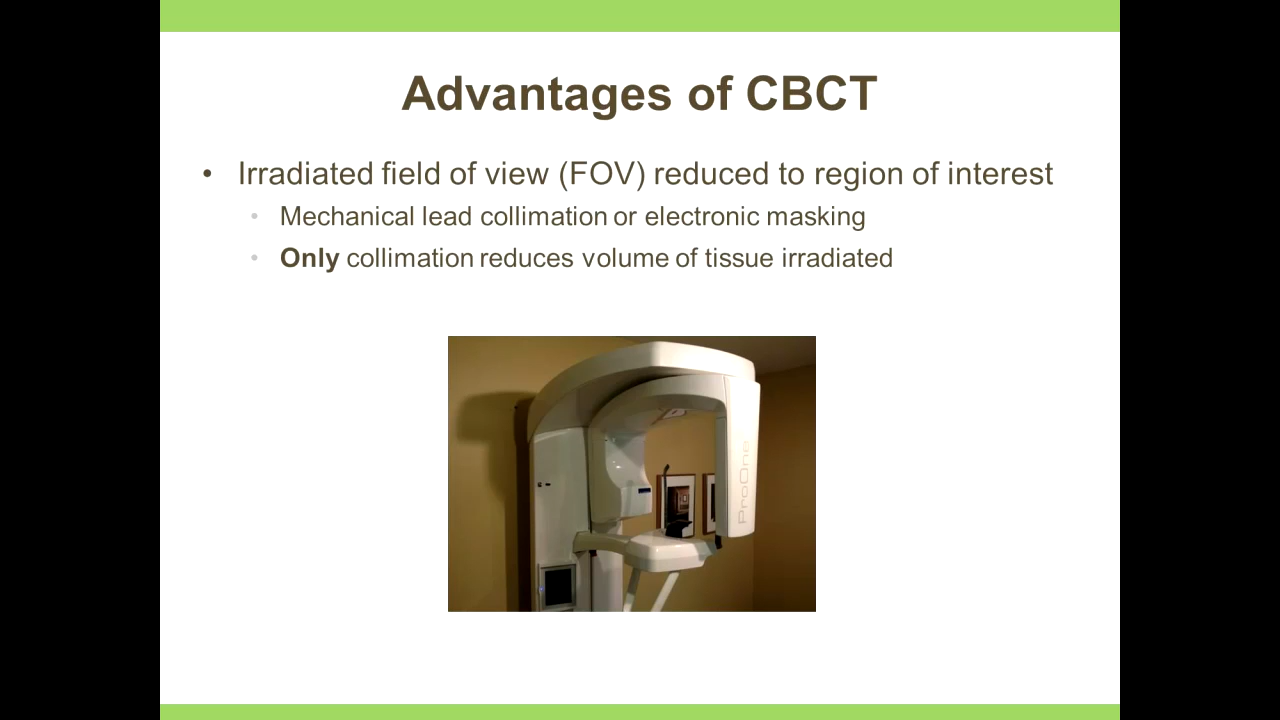 Advantages of CBCT
• Irradiated field of view (FOV) reduced to region of interest
• Mechanical lead collimation or electronic masking
• Only collimation reduces volume of tissue irradiated
ProOne